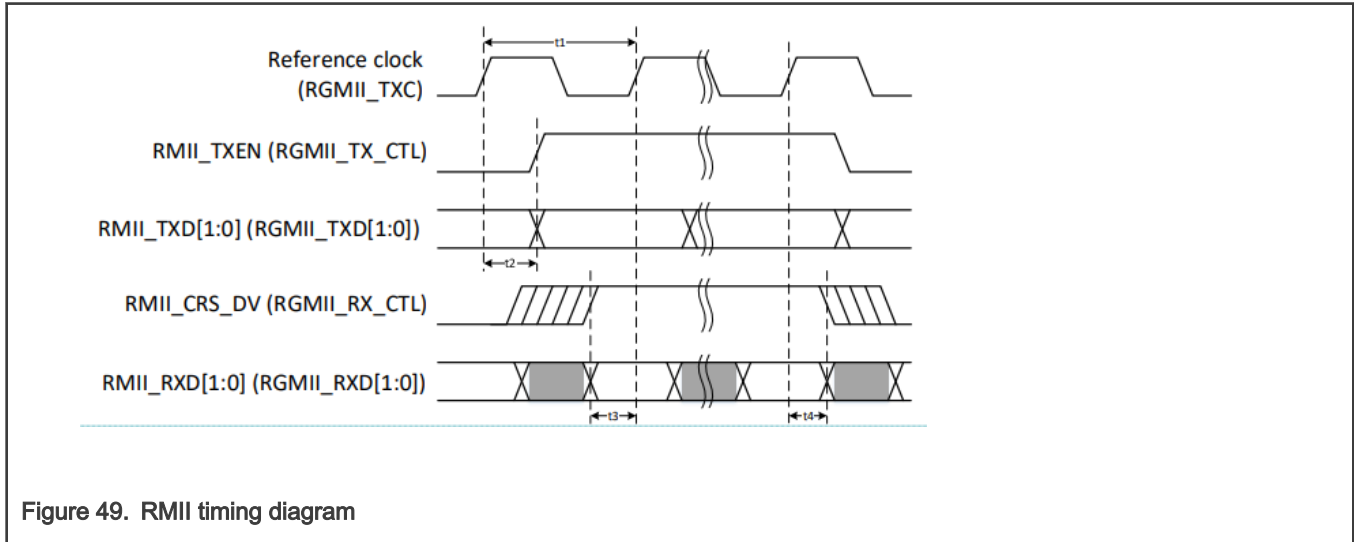 t1
Reference clock
(RGMII_TXC)
RMII_TXEN (RGMII_TX_CTL)
RMII_TXD[1:0] (RGMII_TXD[1:0])
t2
RMII_CRS_DV (RGMII_RX_CTL)
RMII_RXD[1:0] (RGMII_RXD[1:0])
t3
t4
Figure 49. RMII timing diagram